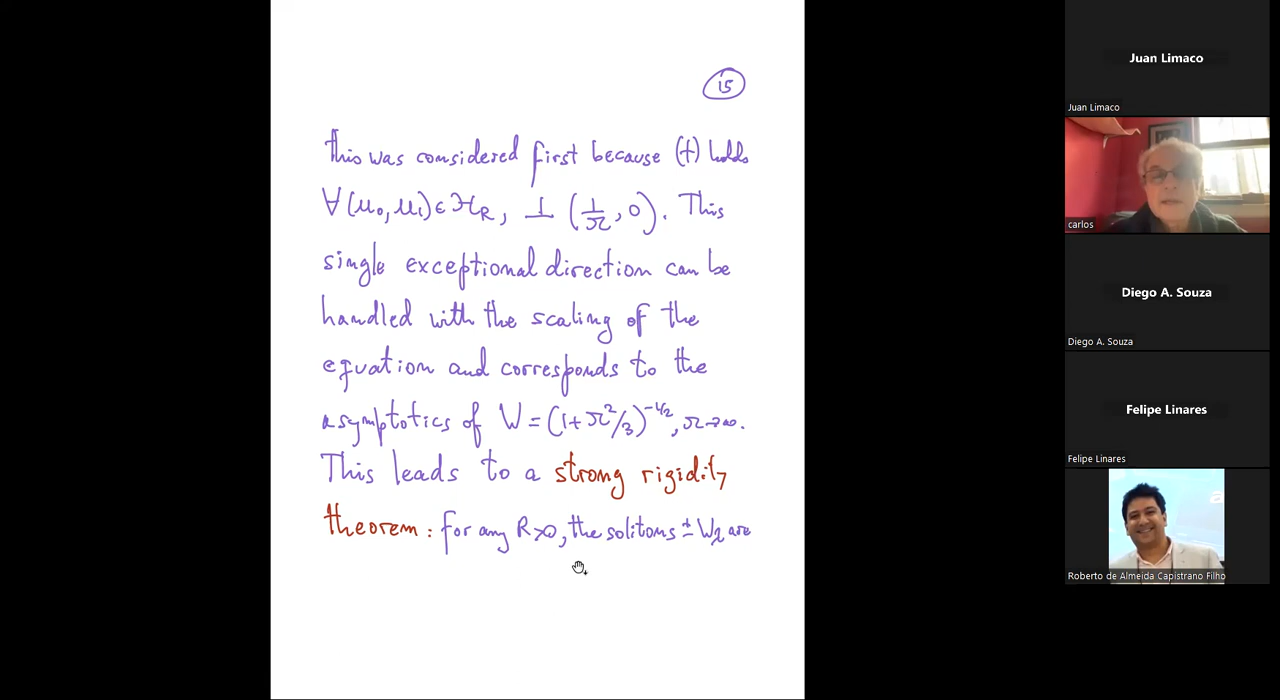 15
This was considered first because (†) holds
∀(u₀,u₁)∈ℋ_R, ⊥ (1/r, 0). This
single exceptional direction can be
handled with the scaling of the
equation and corresponds to the
asymptotics of W = (1+r²/3)^{-1/2}, r→∞.
This leads to a strong rigidity
theorem: for any R>0, the solitons ±W_λ are
Juan Limaco
Juan Limaco
carlos
Diego A. Souza
Diego A. Souza
Felipe Linares
Felipe Linares
Roberto de Almeida Capistrano Filho